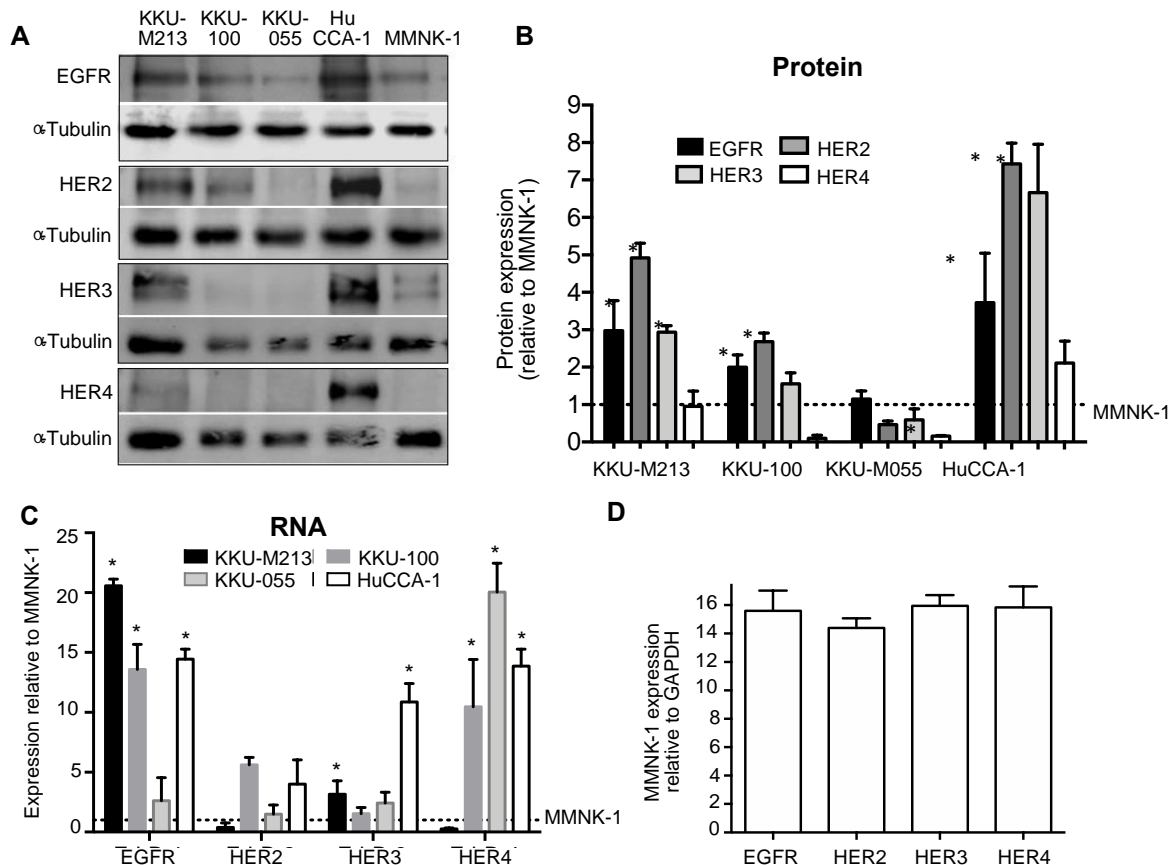 A
KKU-
M213
KKU-
100
KKU-
055
Hu
CCA-1
MMNK-1
EGFR
αTubulin
HER2
αTubulin
HER3
αTubulin
HER4
αTubulin
B
Protein
Protein expression
(relative to MMNK-1)
9
8
7
6
5
4
3
2
1
0
EGFR
HER2
HER3
HER4
* * * * * * * * *
MMNK-1
KKU-M213
KKU-100
KKU-M055
HuCCA-1
C
RNA
Expression relative to MMNK-1
25
20
15
10
5
0
KKU-M213
KKU-100
KKU-055
HuCCA-1
* * * * * * * *
MMNK-1
EGFR
HER2
HER3
HER4
D
MMNK-1 expression
relative to GAPDH
16
14
12
10
8
6
4
2
0
EGFR
HER2
HER3
HER4